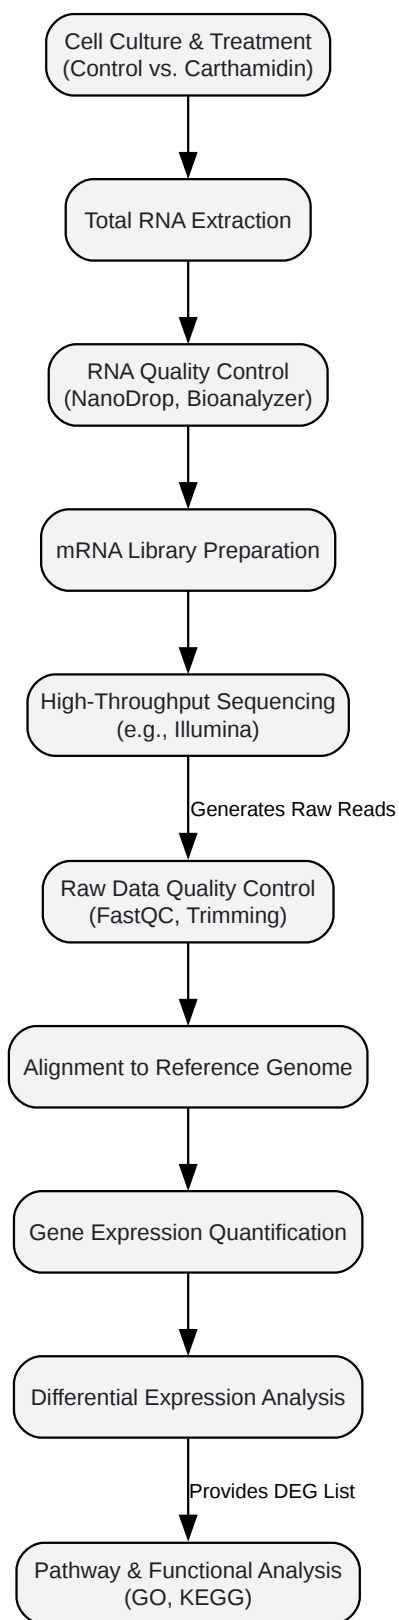 Cell Culture & Treatment
(Control vs. Carthamidin)
Total RNA Extraction
RNA Quality Control
(NanoDrop, Bioanalyzer)
mRNA Library Preparation
High-Throughput Sequencing
(e.g., Illumina)
Generates Raw Reads
Raw Data Quality Control
(FastQC, Trimming)
Alignment to Reference Genome
Gene Expression Quantification
Differential Expression Analysis
Provides DEG List
Pathway & Functional Analysis
(GO, KEGG)